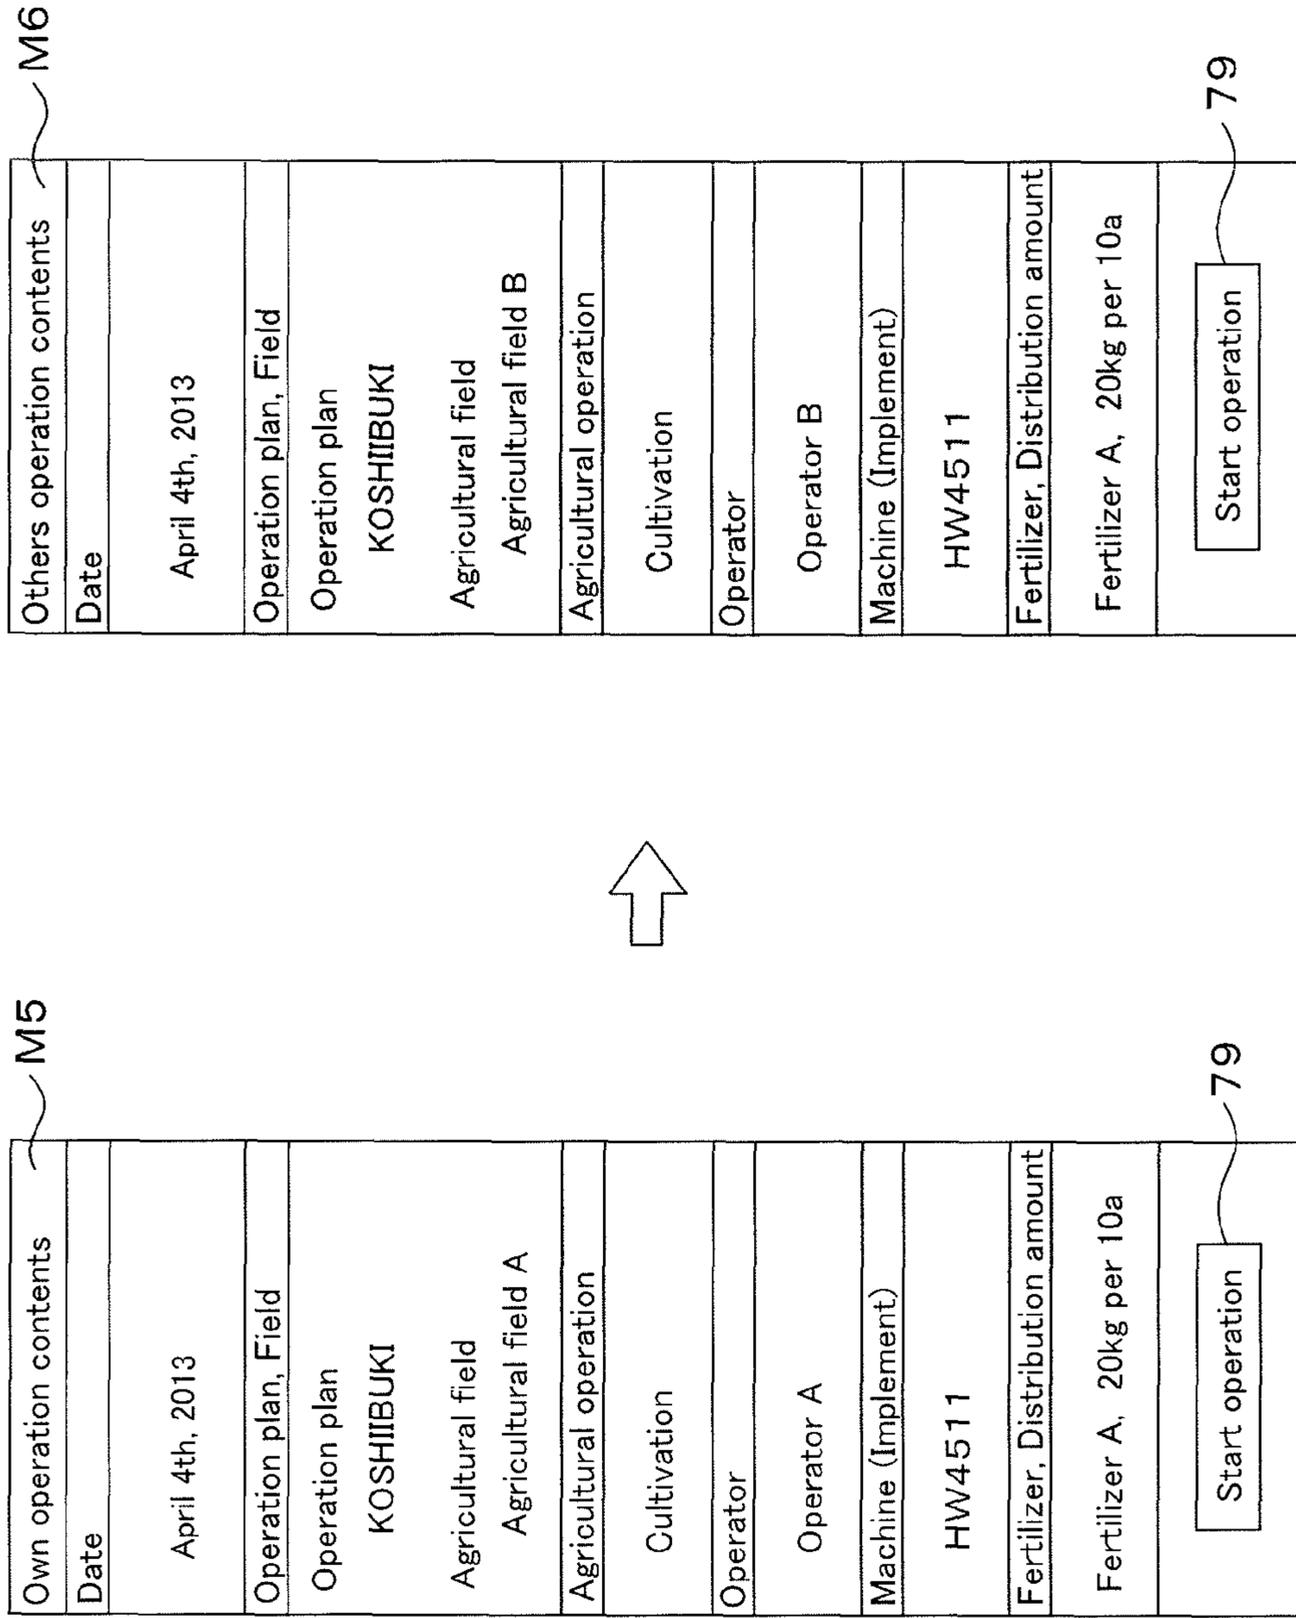 M5
Own operation contents
Date
April 4th, 2013
Operation plan, Field
Operation plan
KOSHIIBUKI
Agricultural field
Agricultural field A
Agricultural operation
Cultivation
Operator
Operator A
Machine (Implement)
HW4511
Fertilizer, Distribution amount
Fertilizer A, 20kg per 10a
Start operation
79
M6
Others operation contents
Date
April 4th, 2013
Operation plan, Field
Operation plan
KOSHIIBUKI
Agricultural field
Agricultural field B
Agricultural operation
Cultivation
Operator
Operator B
Machine (Implement)
HW4511
Fertilizer, Distribution amount
Fertilizer A, 20kg per 10a
Start operation
79